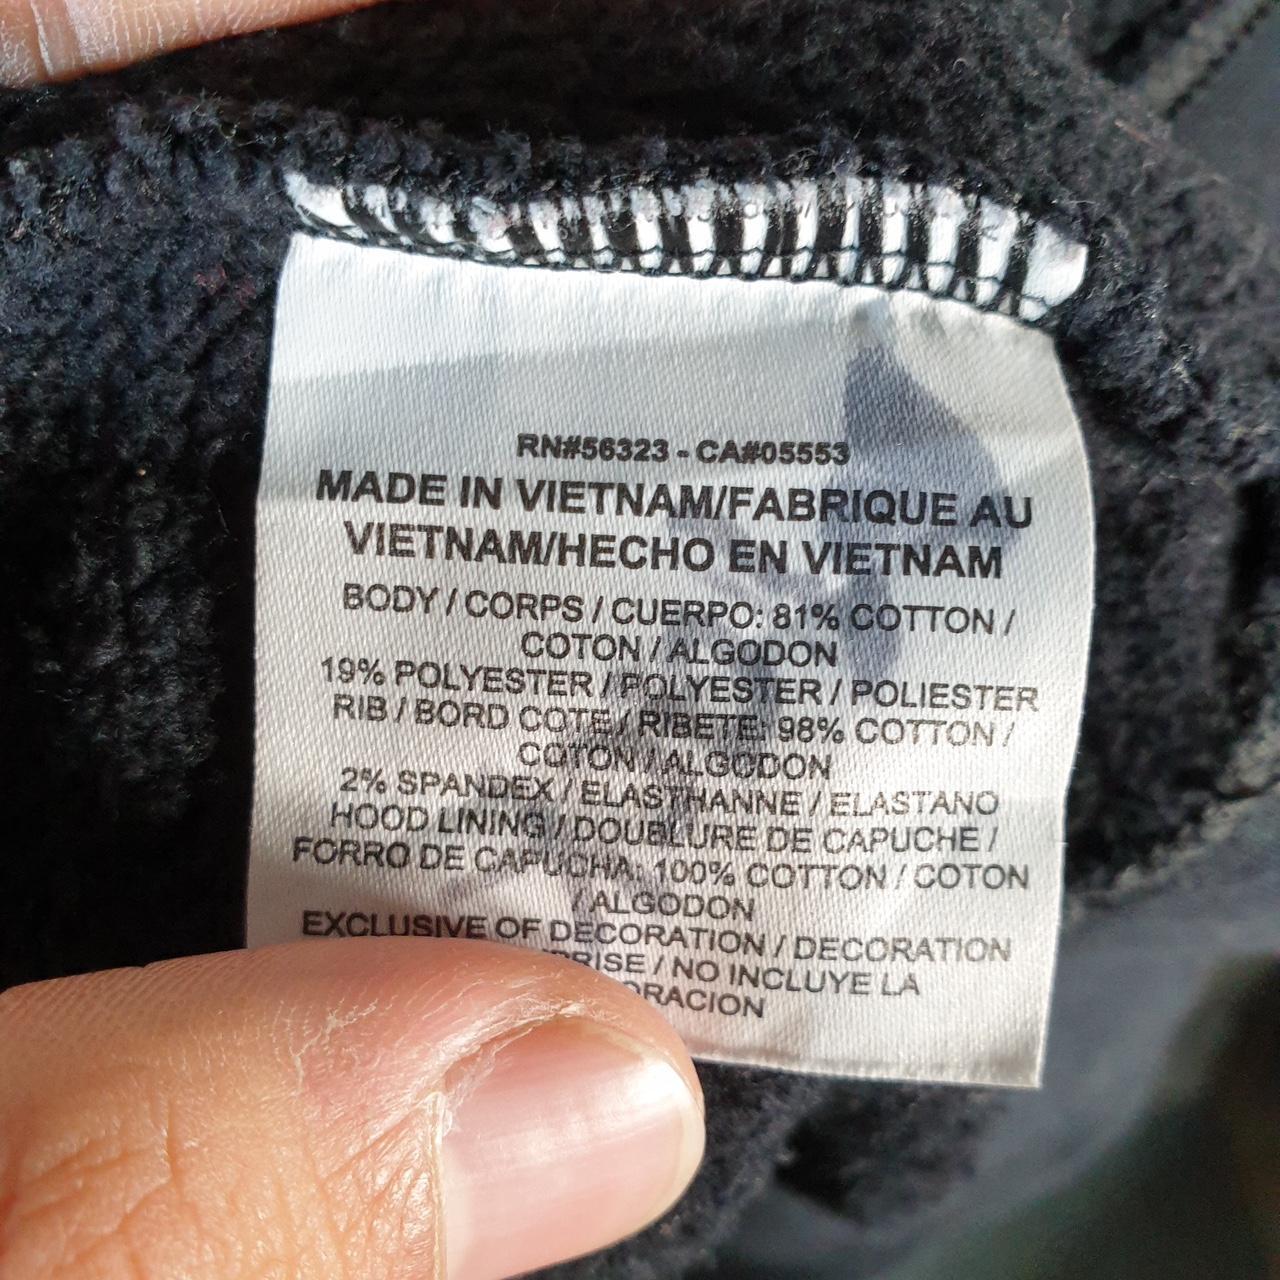 RN#56323 - CA#05553
MADE IN VIETNAM/FABRIQUE AU
VIETNAM/HECHO EN VIETNAM
BODY / CORPS / CUERPO: 81% COTTON /
COTON / ALGODON
19% POLYESTER / POLYESTER / POLIESTER
RIB / BORD COTE / RIBETE: 98% COTTON /
COTON / ALGODON
2% SPANDEX / ELASTHANNE / ELASTANO
HOOD LINING / DOUBLURE DE CAPUCHE /
FORRO DE CAPUCHA: 100% COTTON / COTON
/ ALGODON
EXCLUSIVE OF DECORATION / DECORATION
/ NO INCLUYE LA